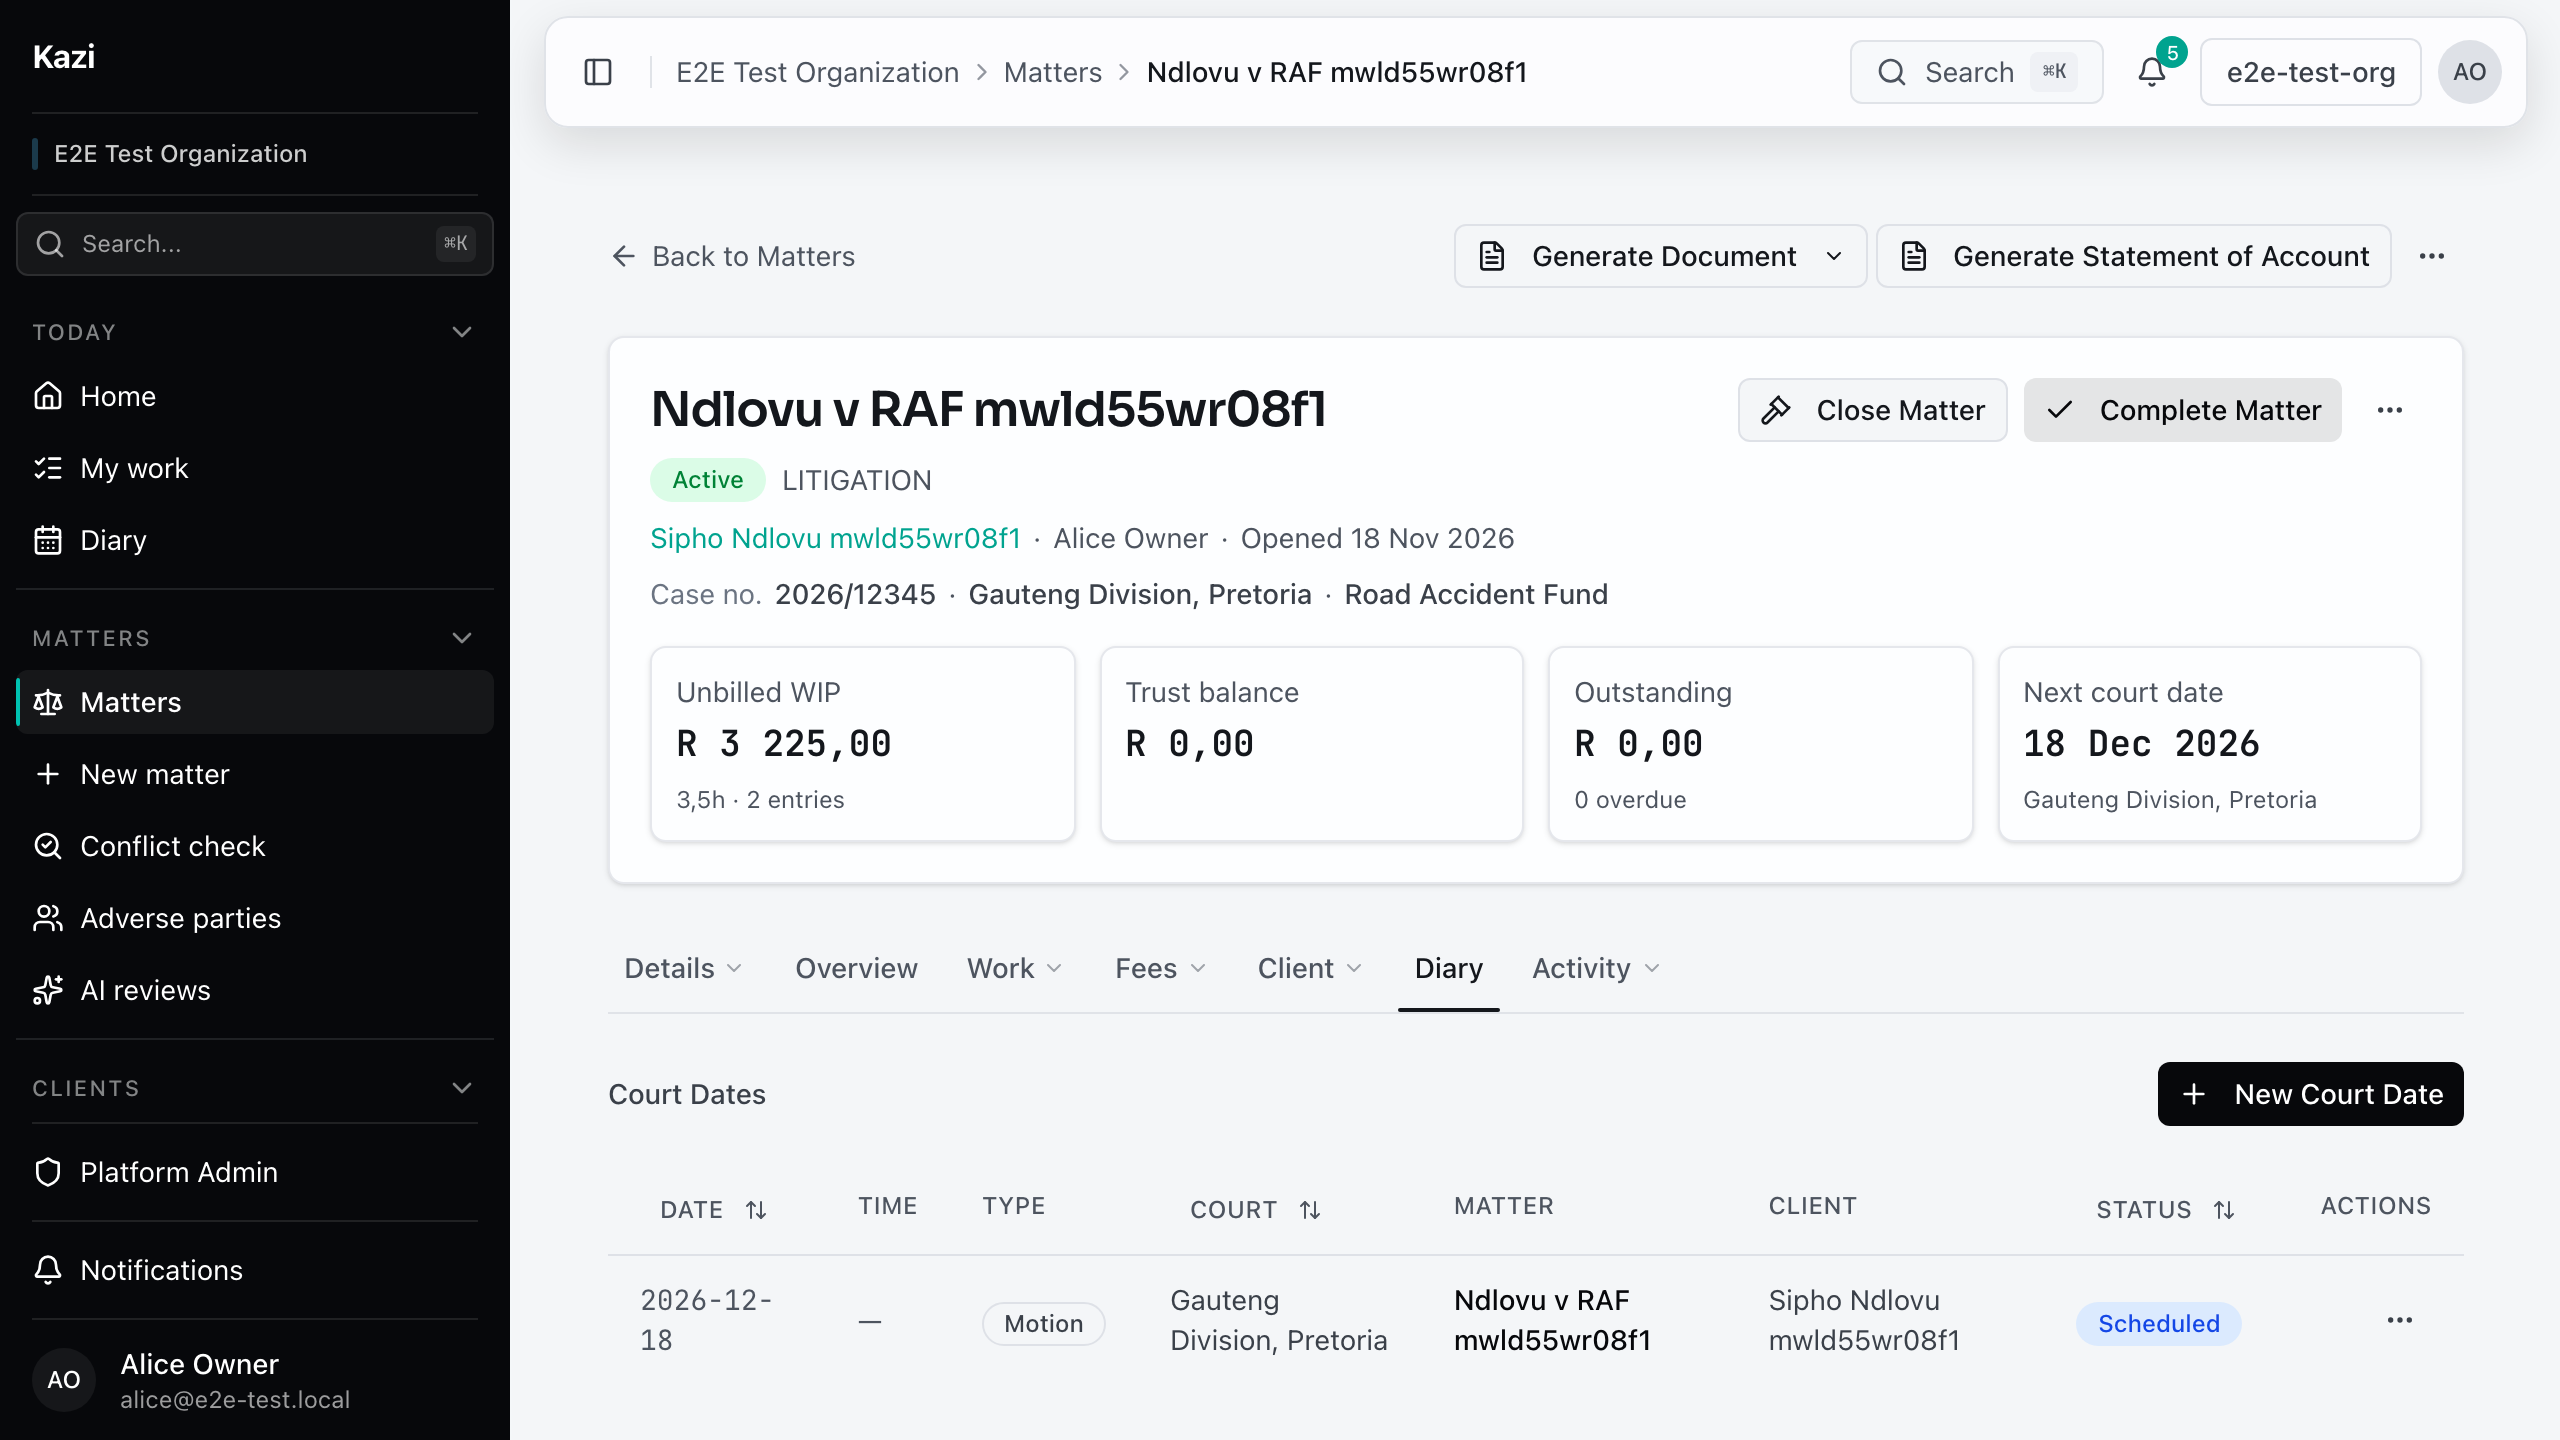 Kazi
E2E Test Organization
Search... ⌘K
TODAY
Home
My work
Diary
MATTERS
Matters
New matter
Conflict check
Adverse parties
AI reviews
CLIENTS
Platform Admin
Notifications
AO
Alice Owner
alice@e2e-test.local
E2E Test Organization > Matters > Ndlovu v RAF mwld55wr08f1
Search ⌘K
5
e2e-test-org
AO
Back to Matters
Generate Document
Generate Statement of Account
Ndlovu v RAF mwld55wr08f1
Close Matter
Complete Matter
Active LITIGATION
Sipho Ndlovu mwld55wr08f1 · Alice Owner · Opened 18 Nov 2026
Case no. 2026/12345 · Gauteng Division, Pretoria · Road Accident Fund
Unbilled WIP
R 3 225,00
3,5h · 2 entries
Trust balance
R 0,00
Outstanding
R 0,00
0 overdue
Next court date
18 Dec 2026
Gauteng Division, Pretoria
Details Overview Work Fees Client Diary Activity
Court Dates
New Court Date
DATE TIME TYPE COURT MATTER CLIENT STATUS ACTIONS
2026-12-
18
—
Motion
Gauteng
Division, Pretoria
Ndlovu v RAF
mwld55wr08f1
Sipho Ndlovu
mwld55wr08f1
Scheduled